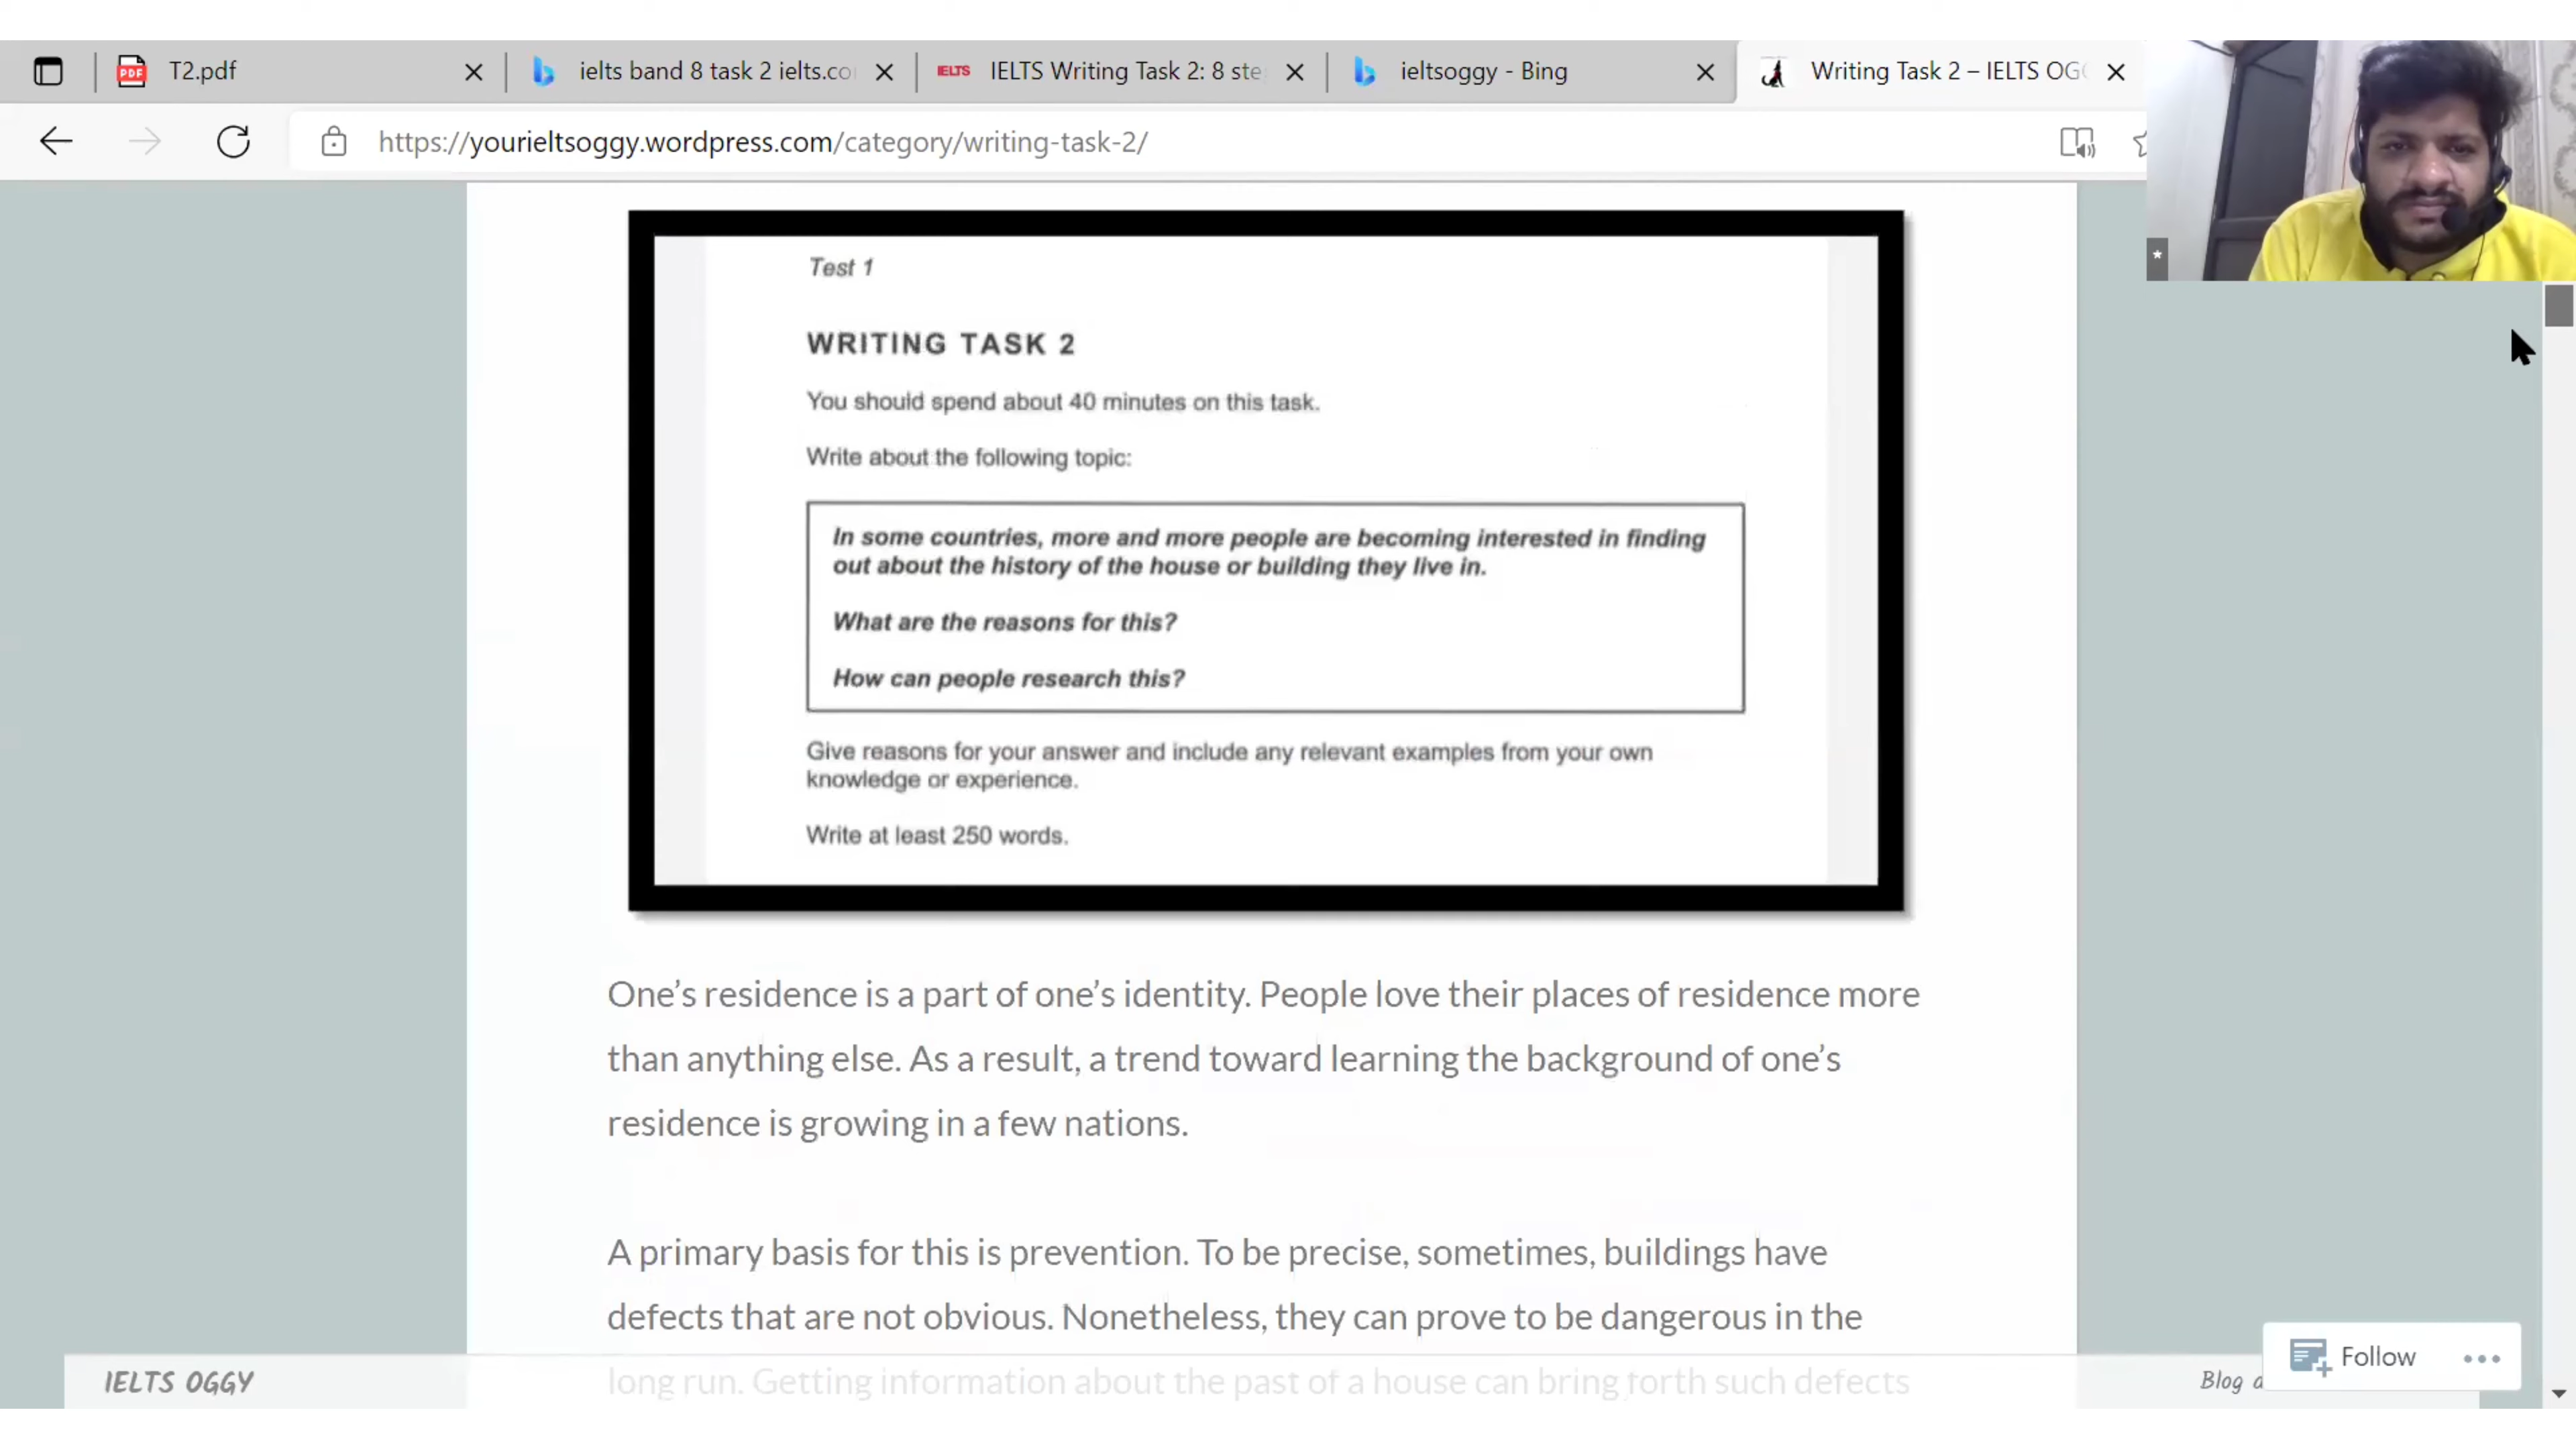 T2.pdf
ielts band 8 task 2 ielts.co
IELTS
IELTS Writing Task 2: 8 ste
ieltsoggy - Bing
Writing Task 2 – IELTS OG
https://yourieltsoggy.wordpress.com/category/writing-task-2/
Test 1
WRITING TASK 2
You should spend about 40 minutes on this task.
Write about the following topic:
In some countries, more and more people are becoming interested in finding
out about the history of the house or building they live in.
What are the reasons for this?
How can people research this?
Give reasons for your answer and include any relevant examples from your own
knowledge or experience.
Write at least 250 words.
One’s residence is a part of one’s identity. People love their places of residence more
than anything else. As a result, a trend toward learning the background of one’s
residence is growing in a few nations.
A primary basis for this is prevention. To be precise, sometimes, buildings have
defects that are not obvious. Nonetheless, they can prove to be dangerous in the
long run. Getting information about the past of a house can bring forth such defects
IELTS OGGY
Blog
Follow